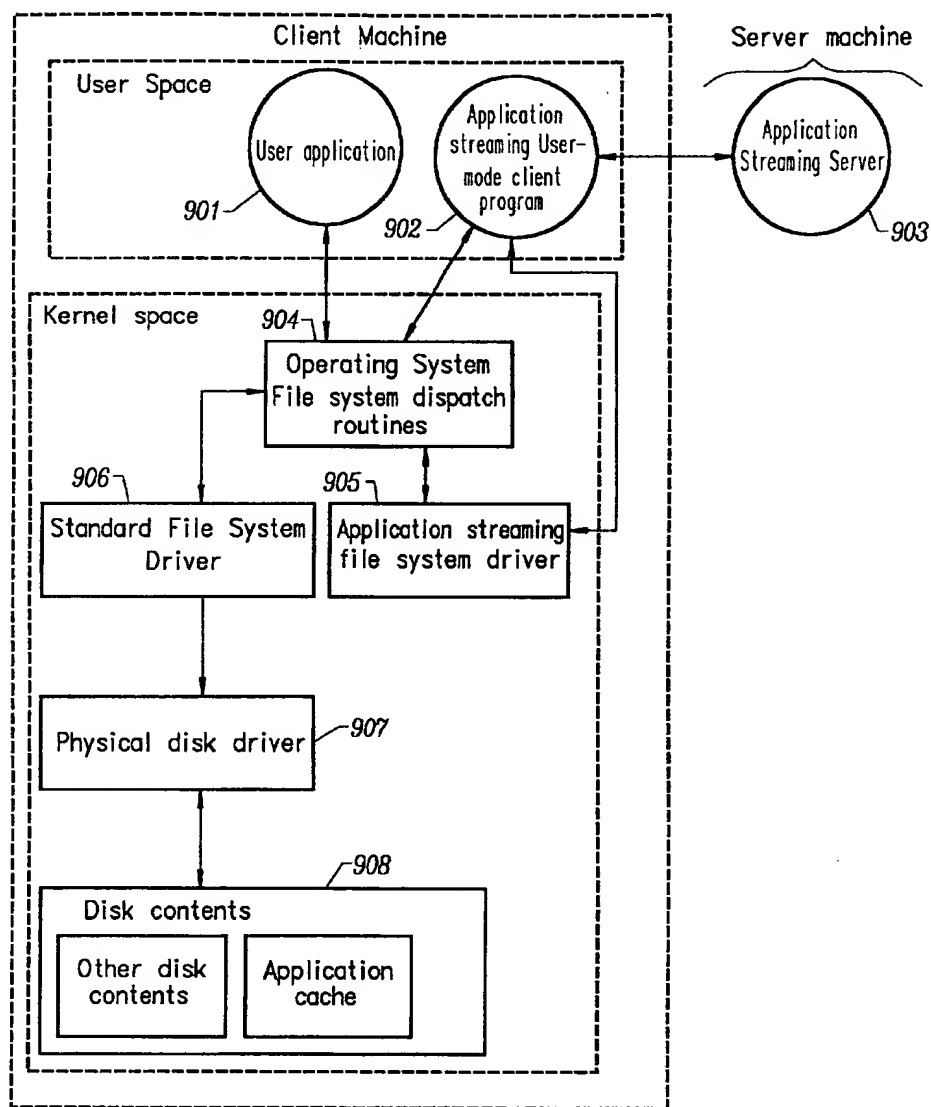 Client Machine
Server machine
User Space
User application
901
Application
streaming User-
mode client
program
902
Application
Streaming Server
903
Kernel space
904
Operating System
File system dispatch
routines
906
Standard File System
Driver
905
Application streaming
file system driver
Physical disk driver
907
908
Disk contents
Other disk
contents
Application
cache